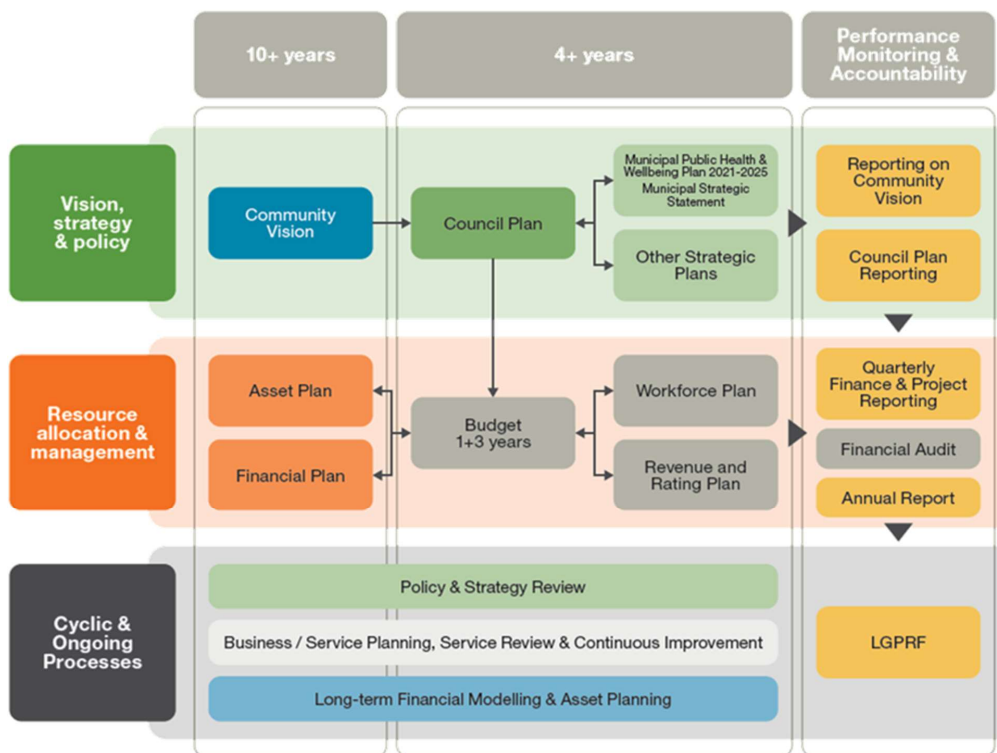 10+ years
4+ years
Performance
Monitoring &
Accountability
Vision,
strategy
& policy
Community
Vision
Council Plan
Municipal Public Health &
Wellbeing Plan 2021-2025
Municipal Strategic
Statement
Other Strategic
Plans
Reporting on
Community
Vision
Council Plan
Reporting
Resource
allocation &
management
Asset Plan
Financial Plan
Budget
1+3 years
Workforce Plan
Revenue and
Rating Plan
Quarterly
Finance & Project
Reporting
Financial Audit
Annual Report
Cyclic &
Ongoing
Processes
Policy & Strategy Review
Business / Service Planning, Service Review & Continuous Improvement
Long-term Financial Modelling & Asset Planning
LGPRF